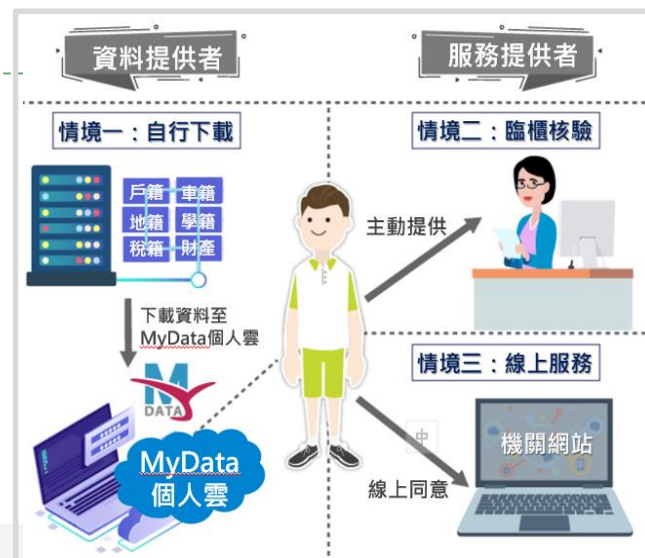 資料提供者
服務提供者
情境一：自行下載
情境二：臨櫃核驗
戶籍
車籍
地籍
學籍
稅籍
財產
主動提供
下載資料至
MyData個人雲
情境三：線上服務
MY
DATA
MyData
個人雲
中
機關網站
線上同意